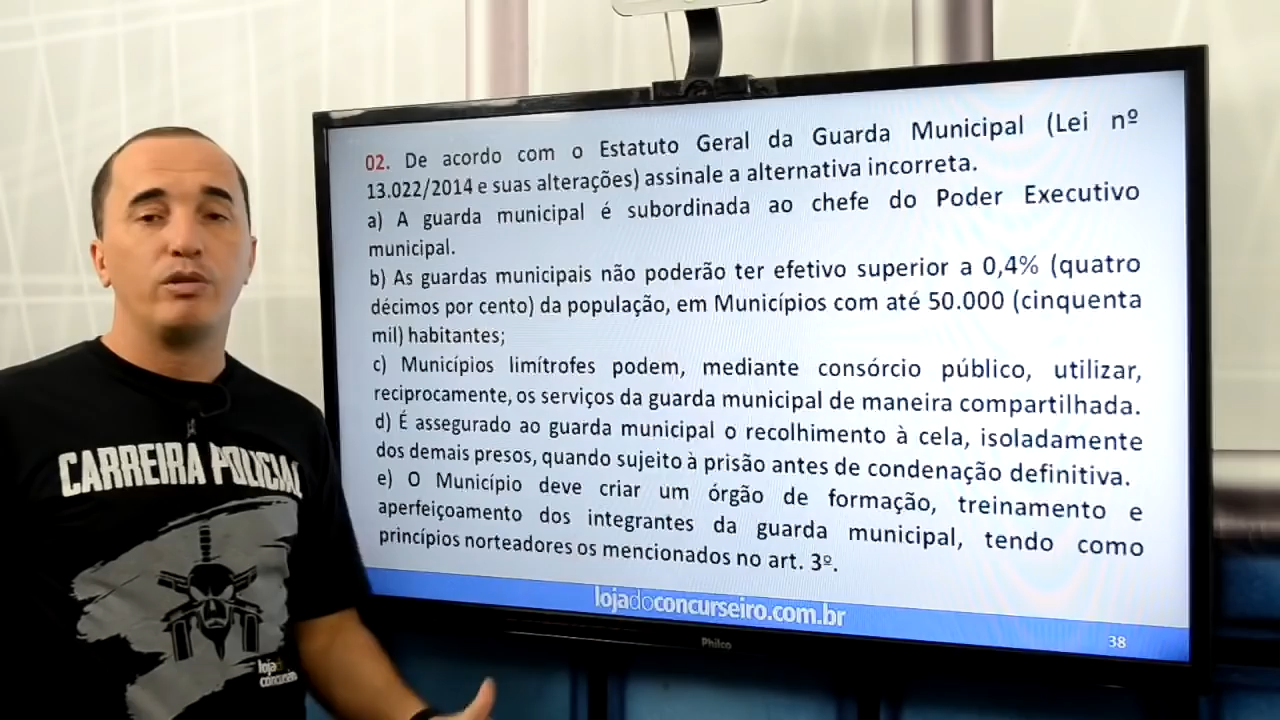 02. De acordo com o Estatuto Geral da Guarda Municipal (Lei nº
13.022/2014 e suas alterações) assinale a alternativa incorreta.
a) A guarda municipal é subordinada ao chefe do Poder Executivo
municipal.
b) As guardas municipais não poderão ter efetivo superior a 0,4% (quatro
décimos por cento) da população, em Municípios com até 50.000 (cinquenta
mil) habitantes;
c) Municípios limítrofes podem, mediante consórcio público, utilizar,
reciprocamente, os serviços da guarda municipal de maneira compartilhada.
d) É assegurado ao guarda municipal o recolhimento à cela, isoladamente
dos demais presos, quando sujeito à prisão antes de condenação definitiva.
e) O Município deve criar um órgão de formação, treinamento e
aperfeiçoamento dos integrantes da guarda municipal, tendo como
princípios norteadores os mencionados no art. 3º.
lojadoconcurseiro.com.br
38
Philco
CARREIRA POLICIAL
loja do
concurseiro